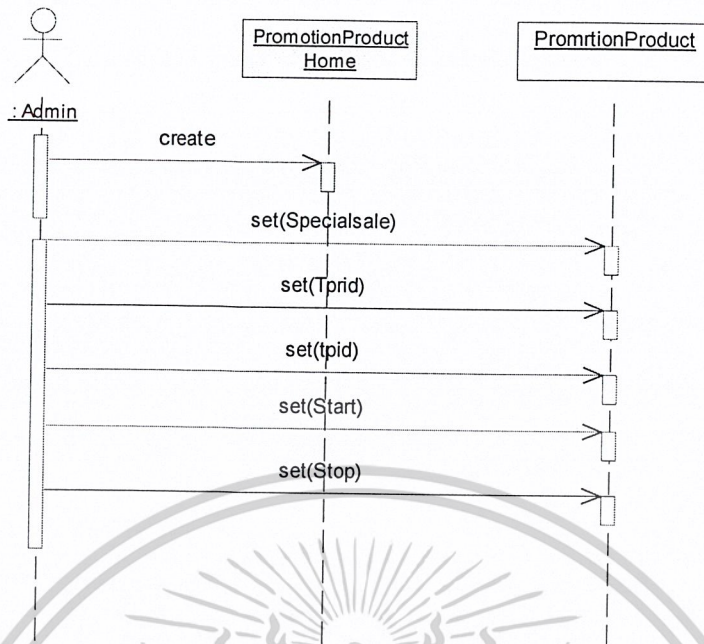 PromotionProduct
Home
PromrtionProduct
: Admin
create
set(Specialsale)
set(Tprid)
set(tpid)
set(Start)
set(Stop)